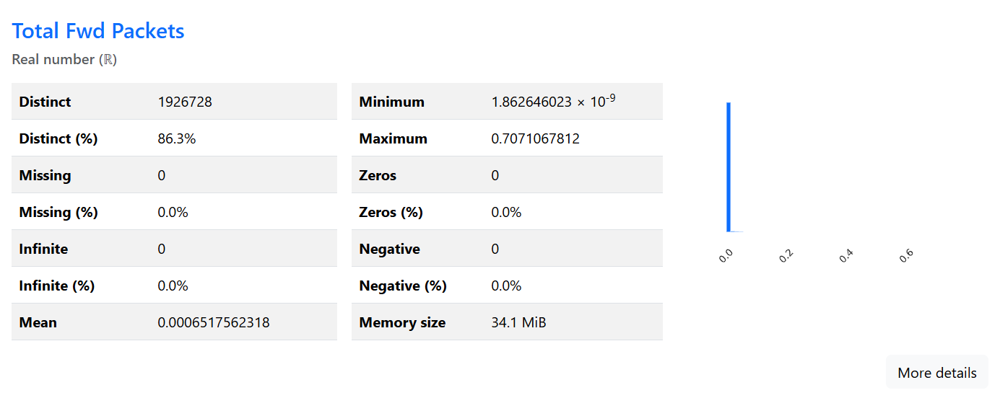 Total Fwd Packets
Real number (ℝ)
Distinct 1926728
Distinct (%) 86.3%
Missing 0
Missing (%) 0.0%
Infinite 0
Infinite (%) 0.0%
Mean 0.0006517562318
Minimum 1.862646023 × 10⁻⁹
Maximum 0.7071067812
Zeros 0
Zeros (%) 0.0%
Negative 0
Negative (%) 0.0%
Memory size 34.1 MiB
0.0 0.2 0.4 0.6
More details